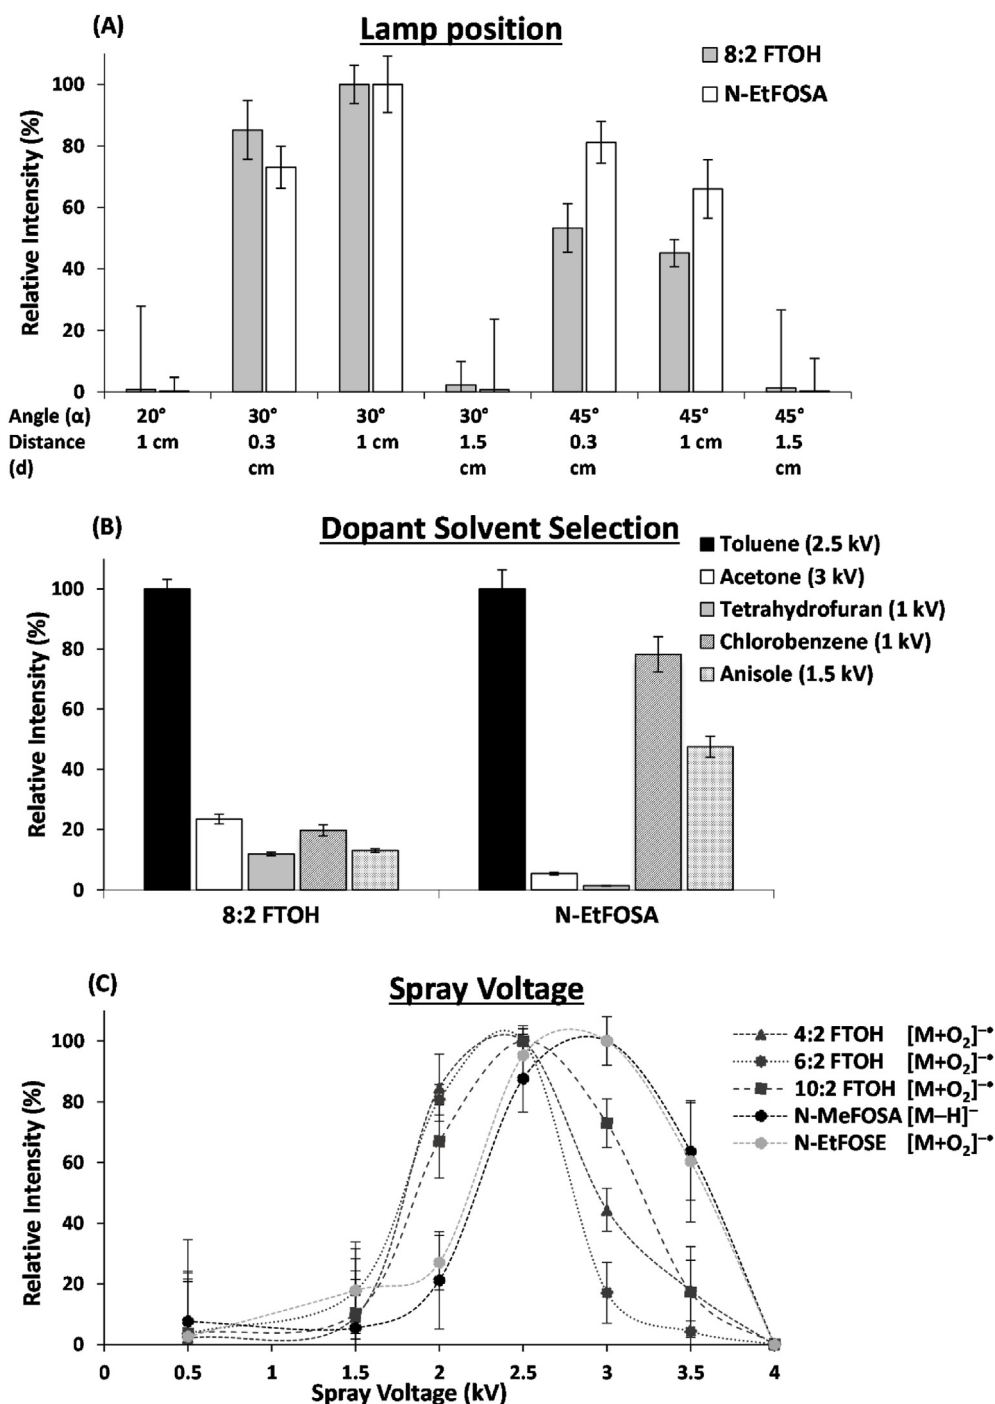 (A)
Lamp position
8:2 FTOH
N-EtFOSA
Relative Intensity (%)
100
80
60
40
20
0
Angle (α) 20° 30° 30° 30° 45° 45° 45°
Distance 1 cm 0.3 1 cm 1.5 0.3 1 cm 1.5
(d) cm cm cm cm
(B)
Dopant Solvent Selection
Toluene (2.5 kV)
Acetone (3 kV)
Tetrahydrofuran (1 kV)
Chlorobenzene (1 kV)
Anisole (1.5 kV)
Relative Intensity (%)
100
80
60
40
20
0
8:2 FTOH N-EtFOSA
(C)
Spray Voltage
4:2 FTOH [M+O₂]⁻•
6:2 FTOH [M+O₂]⁻•
10:2 FTOH [M+O₂]⁻•
N-MeFOSA [M–H]⁻
N-EtFOSE [M+O₂]⁻•
Relative Intensity (%)
100
80
60
40
20
0
0 0.5 1 1.5 2 2.5 3 3.5 4
Spray Voltage (kV)